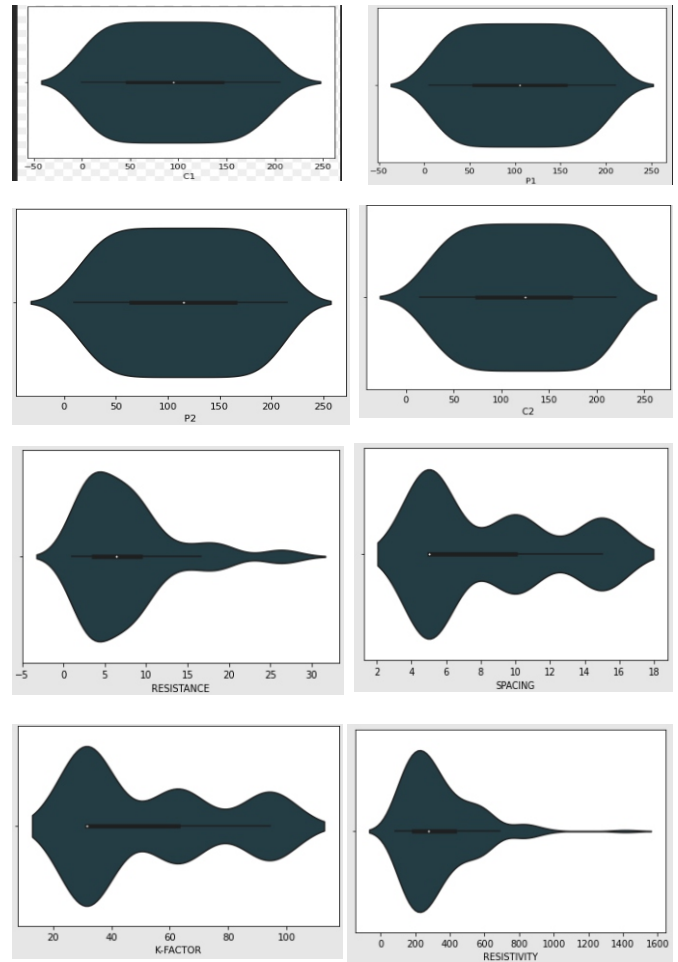 −50 0 50 100 150 200 250
C1
0 50 100 150 200 250
P1
0 50 100 150 200 250
P2
0 50 100 150 200 250
C2
−5 0 5 10 15 20 25 30
RESISTANCE
2 4 6 8 10 12 14 16 18
SPACING
20 40 60 80 100
K-FACTOR
0 200 400 600 800 1000 1200 1400 1600
RESISTIVITY